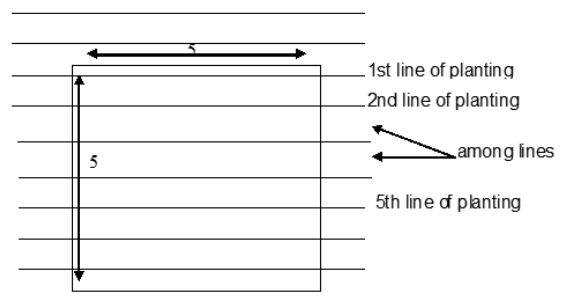 5
1st line of planting
2nd line of planting
among lines
5
5th line of planting